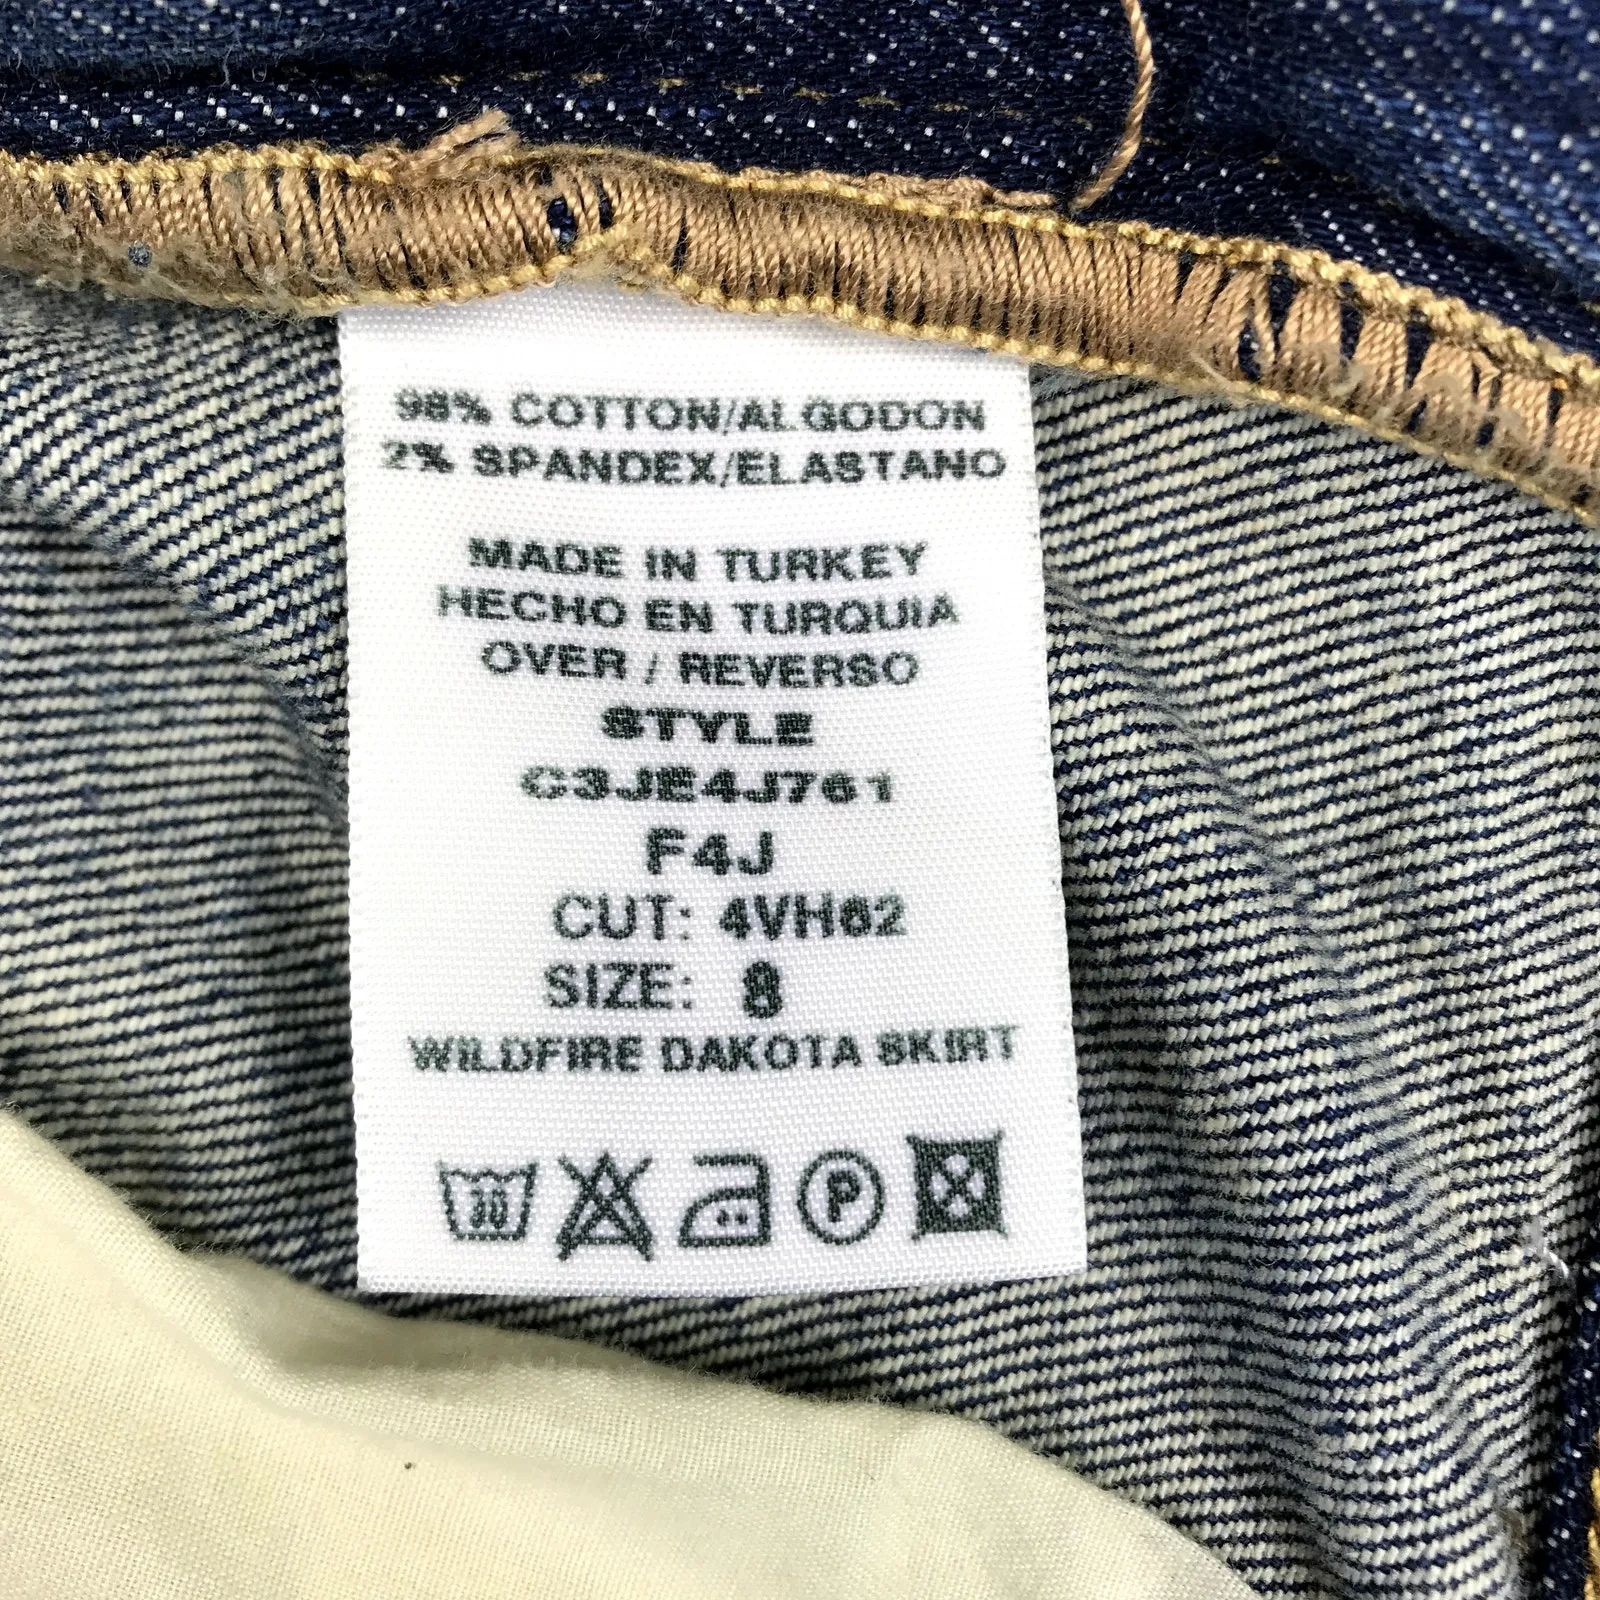 98% COTTON/ALGODON
2% SPANDEX/ELASTANO
MADE IN TURKEY
HECHO EN TURQUIA
OVER / REVERSO
STYLE
C3JE4J761
F4J
CUT: 4VH62
SIZE: 8
WILDFIRE DAKOTA SKIRT
30 P